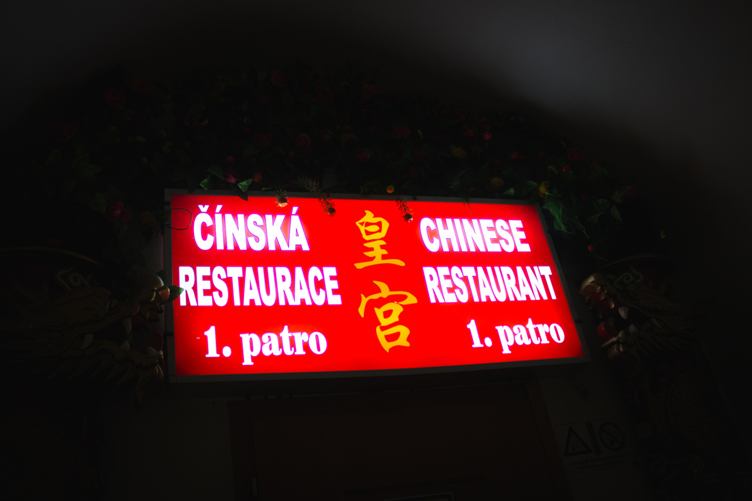 ČÍNSKÁ
RESTAURACE
1. patro
皇
宮
CHINESE
RESTAURANT
1. patro